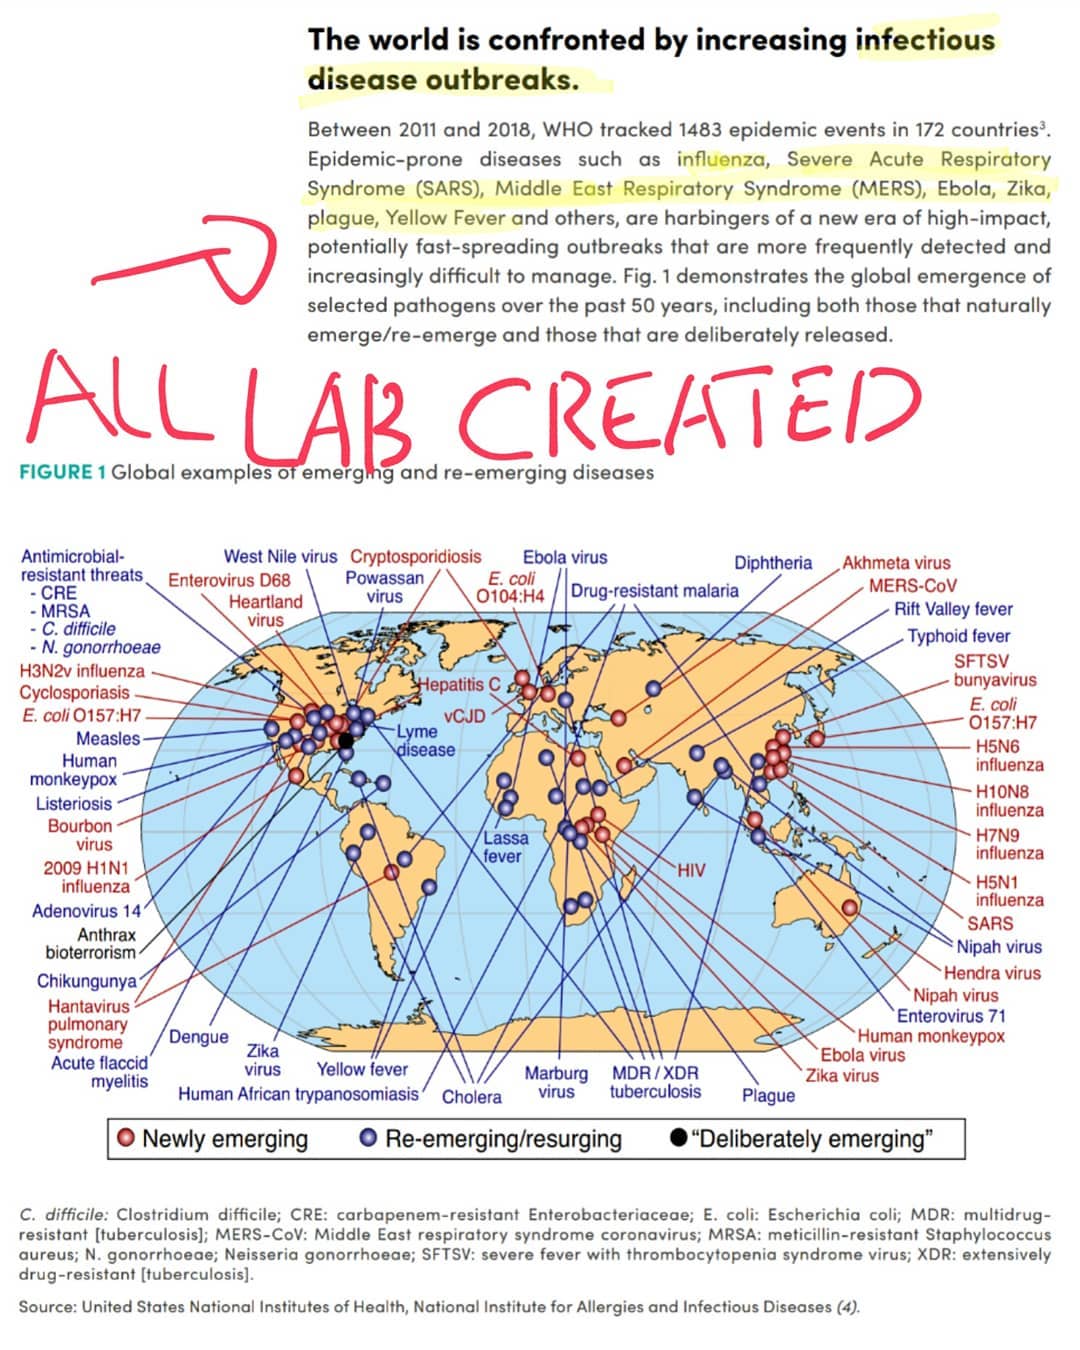 The world is confronted by increasing infectious
disease outbreaks.
Between 2011 and 2018, WHO tracked 1483 epidemic events in 172 countries³.
Epidemic-prone diseases such as influenza, Severe Acute Respiratory
Syndrome (SARS), Middle East Respiratory Syndrome (MERS), Ebola, Zika,
plague, Yellow Fever and others, are harbingers of a new era of high-impact,
potentially fast-spreading outbreaks that are more frequently detected and
increasingly difficult to manage. Fig. 1 demonstrates the global emergence of
selected pathogens over the past 50 years, including both those that naturally
emerge/re-emerge and those that are deliberately released.
ALL LAB CREATED
FIGURE 1 Global examples of emerging and re-emerging diseases
Antimicrobial-
resistant threats
- CRE
- MRSA
- C. difficile
- N. gonorrhoeae
H3N2v influenza
Cyclosporiasis
E. coli O157:H7
Measles
Human
monkeypox
Listeriosis
Bourbon
virus
2009 H1N1
influenza
Adenovirus 14
Anthrax
bioterrorism
Chikungunya
Hantavirus
pulmonary
syndrome
Acute flaccid
myelitis
West Nile virus
Enterovirus D68
Heartland
virus
Cryptosporidiosis
Powassan
virus
E. coli
O104:H4
Ebola virus
Drug-resistant malaria
Diphtheria
Akhmeta virus
MERS-CoV
Rift Valley fever
Typhoid fever
SFTSV
bunyavirus
E. coli
O157:H7
H5N6
influenza
H10N8
influenza
H7N9
influenza
H5N1
influenza
SARS
Nipah virus
Hendra virus
Nipah virus
Enterovirus 71
Human monkeypox
Ebola virus
Zika virus
Hepatitis C
vCJD
Lyme
disease
Lassa
fever
HIV
Dengue
Zika
virus
Yellow fever
Human African trypanosomiasis
Cholera
Marburg
virus
MDR/XDR
tuberculosis
Plague
Newly emerging
Re-emerging/resurging
“Deliberately emerging”
C. difficile: Clostridium difficile; CRE: carbapenem-resistant Enterobacteriaceae; E. coli: Escherichia coli; MDR: multidrug-
resistant [tuberculosis]; MERS-CoV: Middle East respiratory syndrome coronavirus; MRSA: meticillin-resistant Staphylococcus
aureus; N. gonorrhoeae; Neisseria gonorrhoeae; SFTSV: severe fever with thrombocytopenia syndrome virus; XDR: extensively
drug-resistant [tuberculosis].
Source: United States National Institutes of Health, National Institute for Allergies and Infectious Diseases (4).